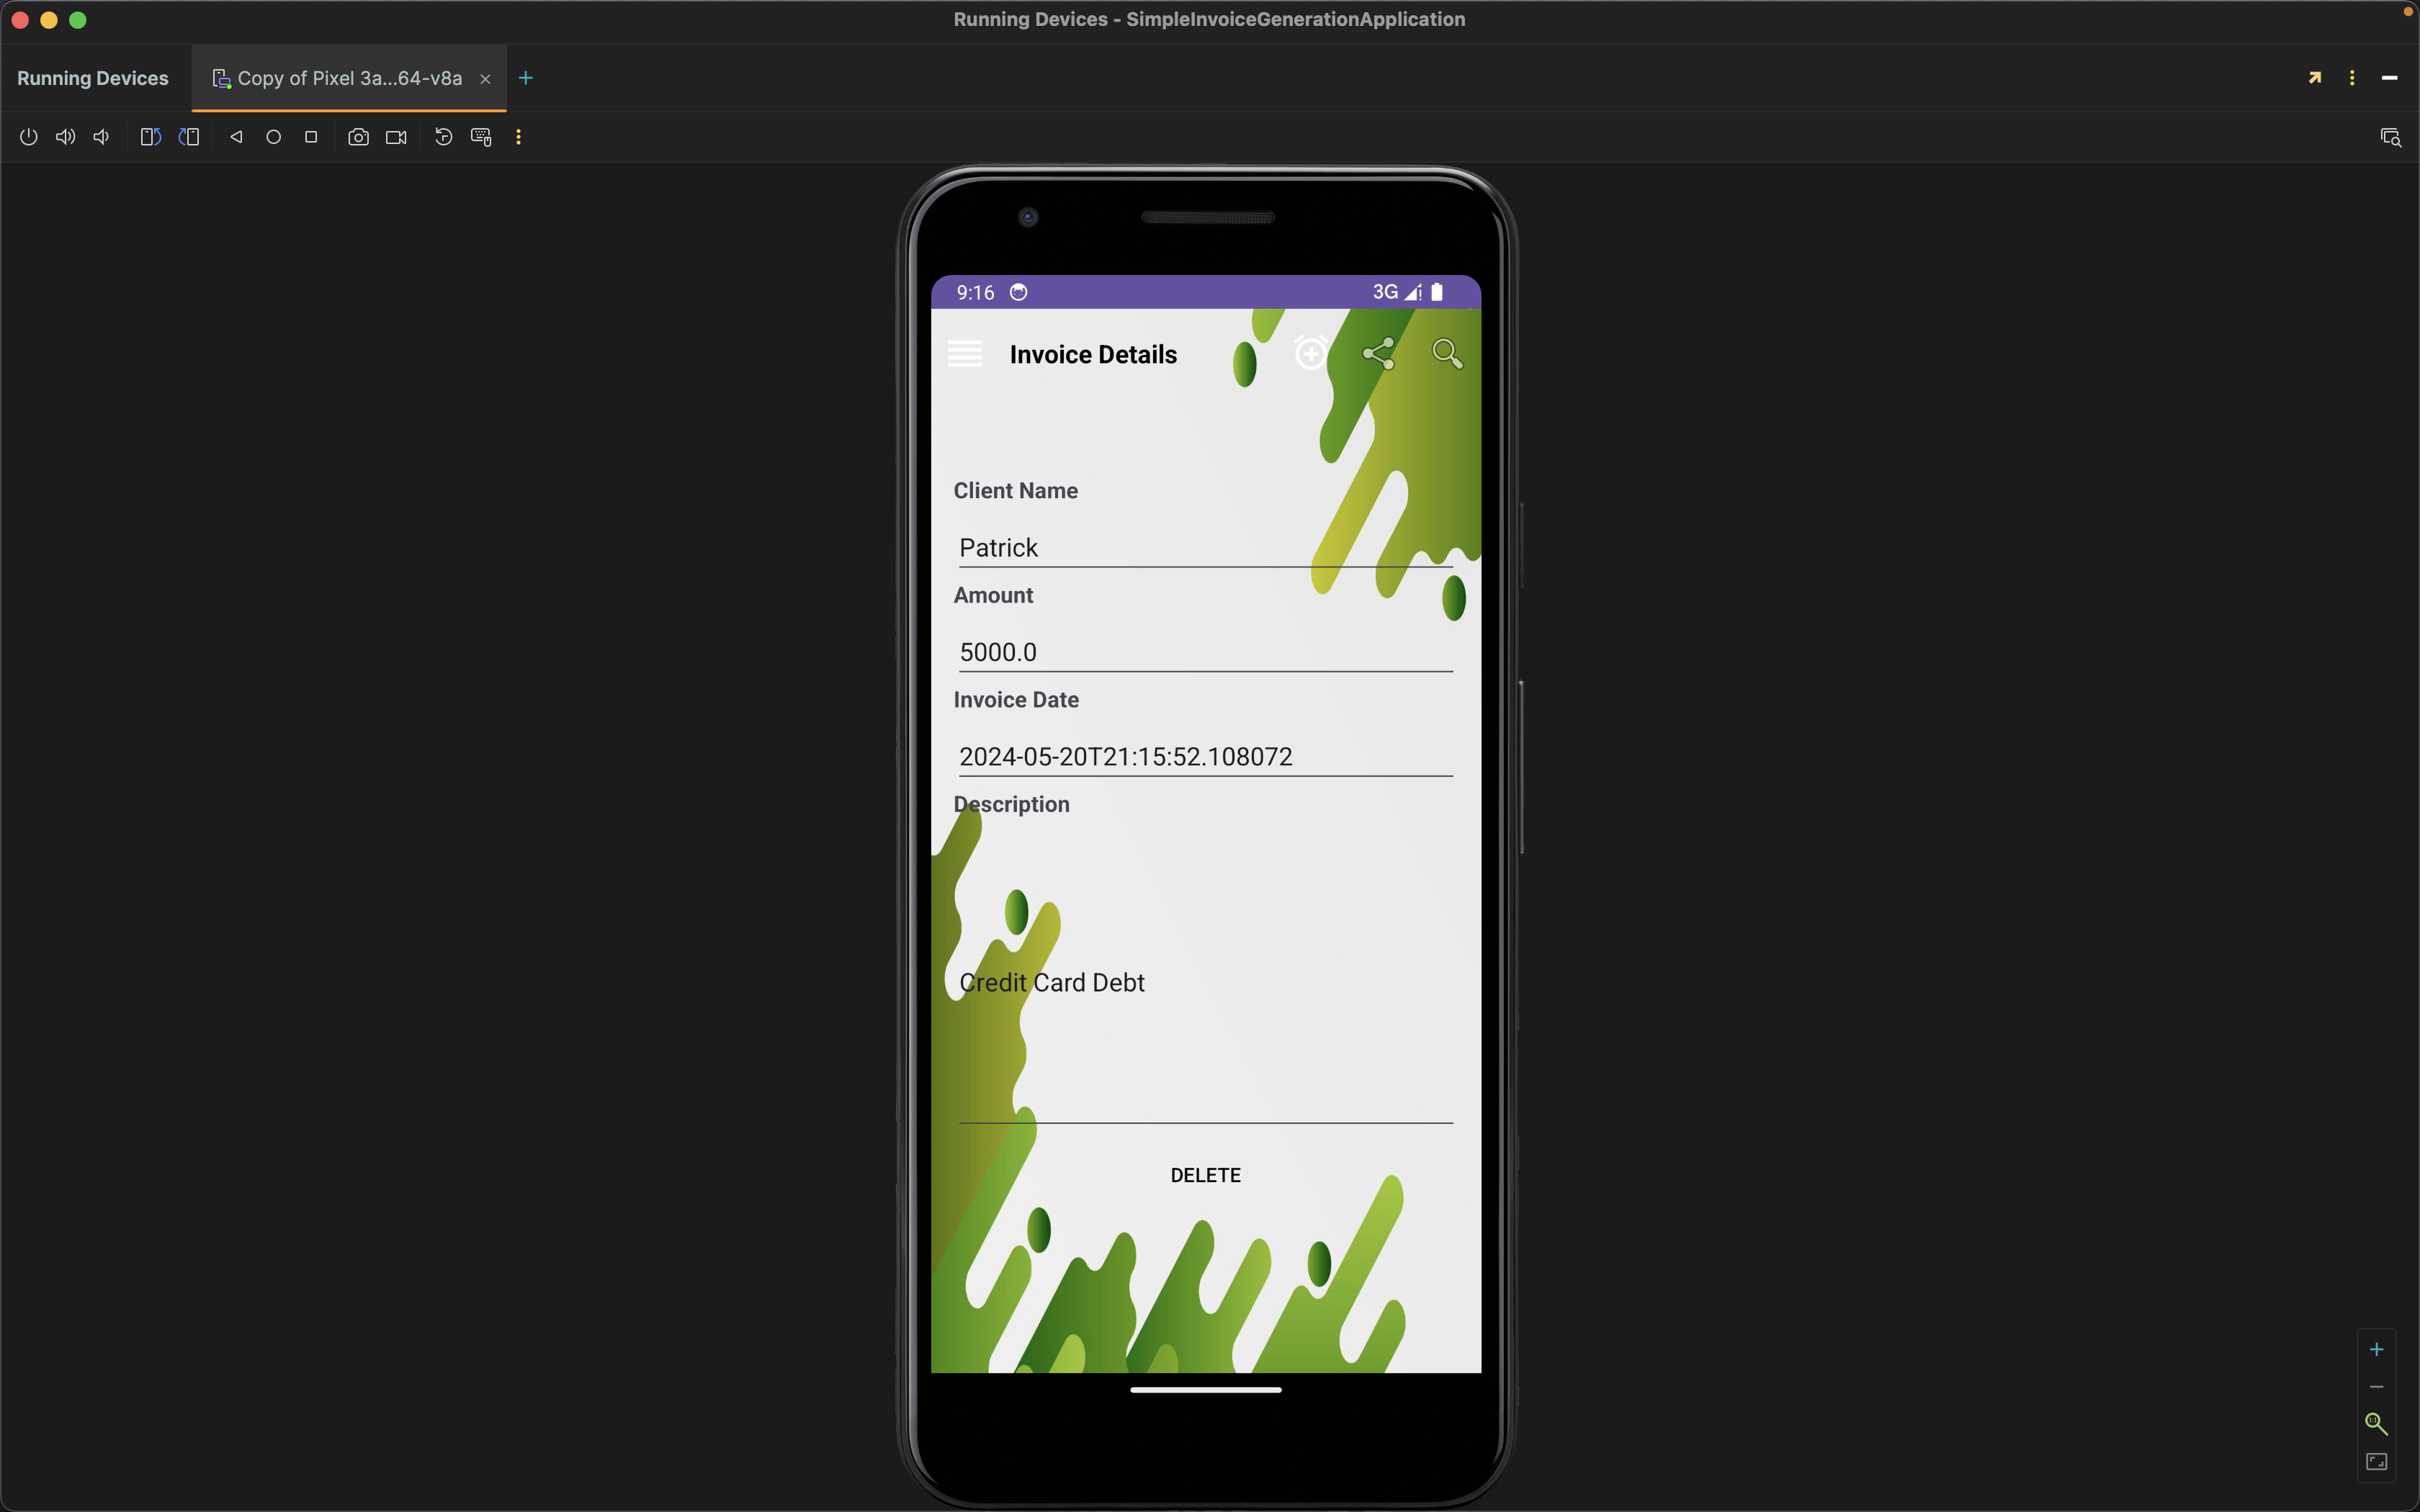 Running Devices - SimpleInvoiceGenerationApplication
Running Devices
Copy of Pixel 3a...64-v8a
9:16
3G
Invoice Details
Client Name
Patrick
Amount
5000.0
Invoice Date
2024-05-20T21:15:52.108072
Description
Credit Card Debt
DELETE